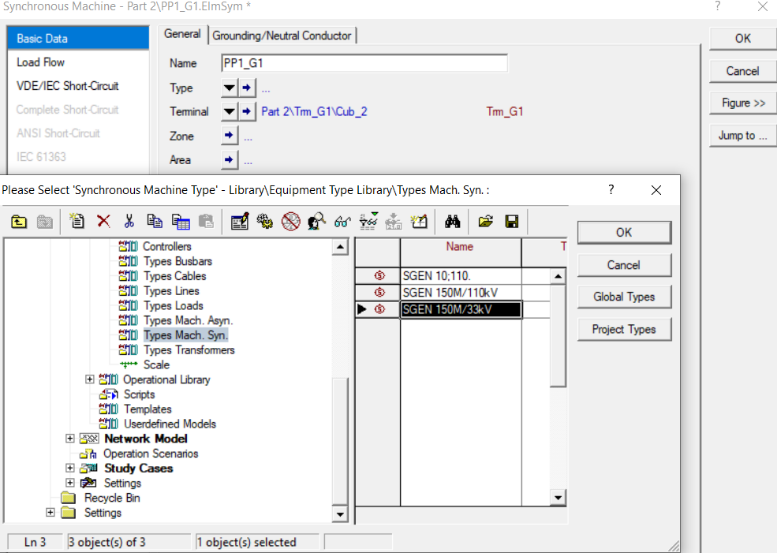 Synchronous Machine - Part 2\PP1_G1.ElmSym *
?
Basic Data
Load Flow
VDE/IEC Short-Circuit
Complete Short-Circuit
ANSI Short-Circuit
IEC 61363
General
Grounding/Neutral Conductor
Name PP1_G1
Type ...
Terminal Part 2\Trm_G1\Cub_2 Trm_G1
Zone ...
Area ...
OK
Cancel
Figure >>
Jump to ...
Please Select 'Synchronous Machine Type' - Library\Equipment Type Library\Types Mach. Syn. :
?
Controllers
Types Busbars
Types Cables
Types Lines
Types Loads
Types Mach. Asyn.
Types Mach. Syn.
Types Transformers
Scale
Operational Library
Scripts
Templates
Userdefined Models
Network Model
Operation Scenarios
Study Cases
Settings
Recycle Bin
Settings
Name T
SGEN 10;110.
SGEN 150M/110kV
SGEN 150M/33kV
OK
Cancel
Global Types
Project Types
Ln 3
3 object(s) of 3
1 object(s) selected